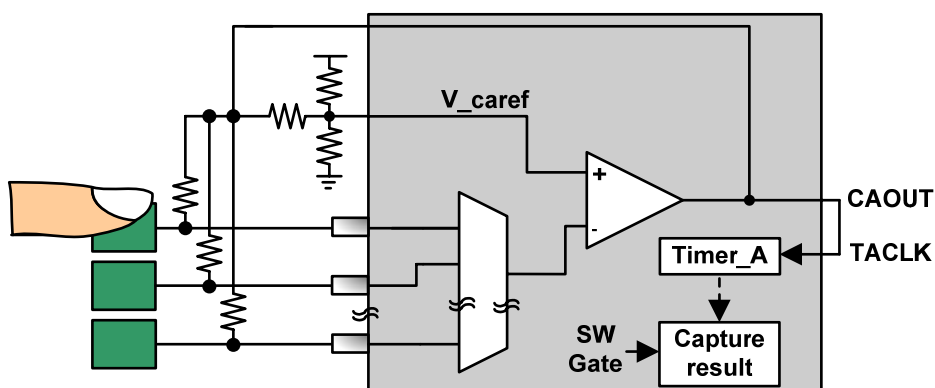 V_caref
+
-
CAOUT
Timer_A
TACLK
SW
Gate
Capture
result